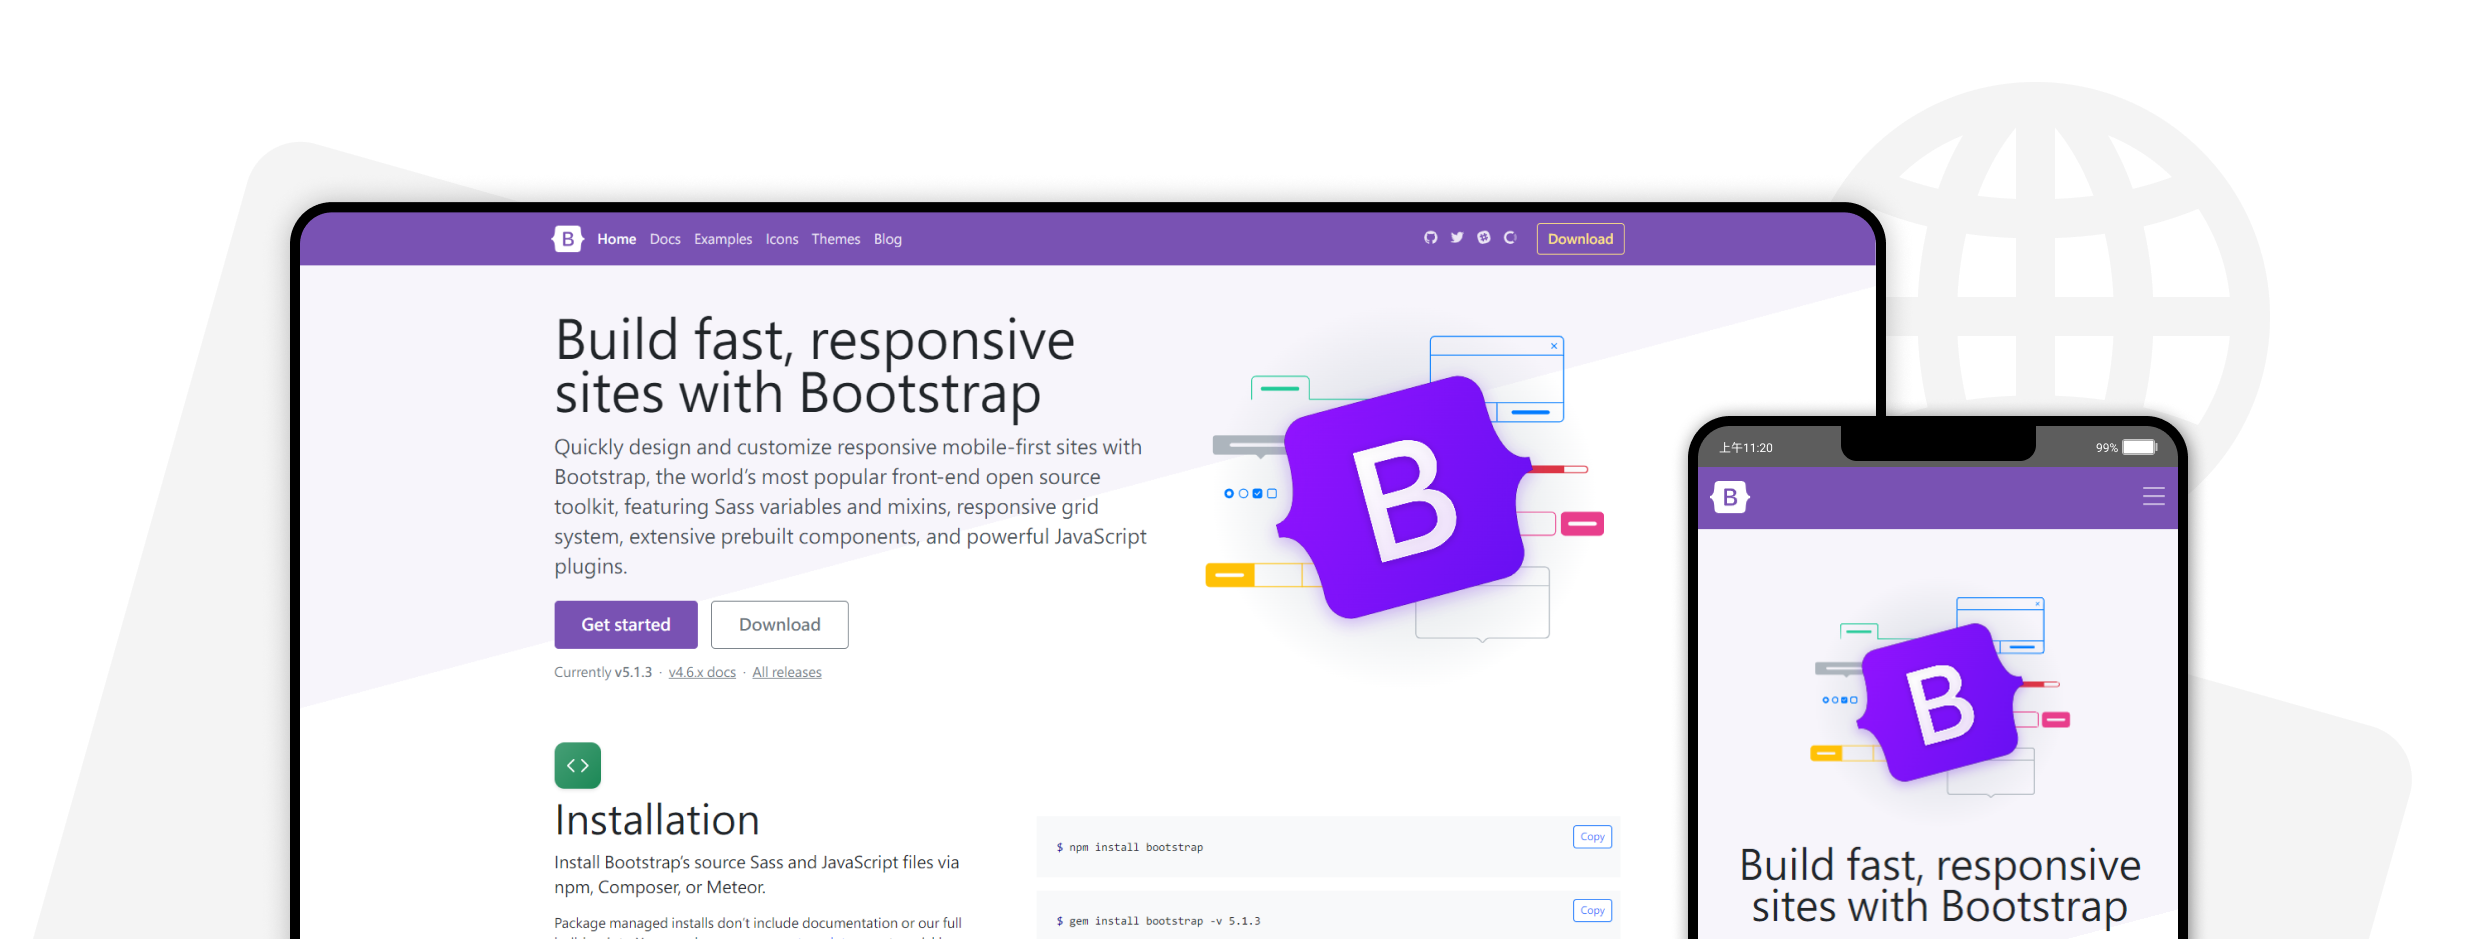 B Home Docs Examples Icons Themes Blog Download
Build fast, responsive
sites with Bootstrap
Quickly design and customize responsive mobile-first sites with
Bootstrap, the world's most popular front-end open source
toolkit, featuring Sass variables and mixins, responsive grid
system, extensive prebuilt components, and powerful JavaScript
plugins.
Get started Download
Currently v5.1.3 · v4.6.x docs · All releases
B
Installation
Install Bootstrap's source Sass and JavaScript files via
npm, Composer, or Meteor.
Package managed installs don't include documentation or our full
$ npm install bootstrap Copy
$ gem install bootstrap -v 5.1.3 Copy
上午11:20 99%
B
B
Build fast, responsive
sites with Bootstrap